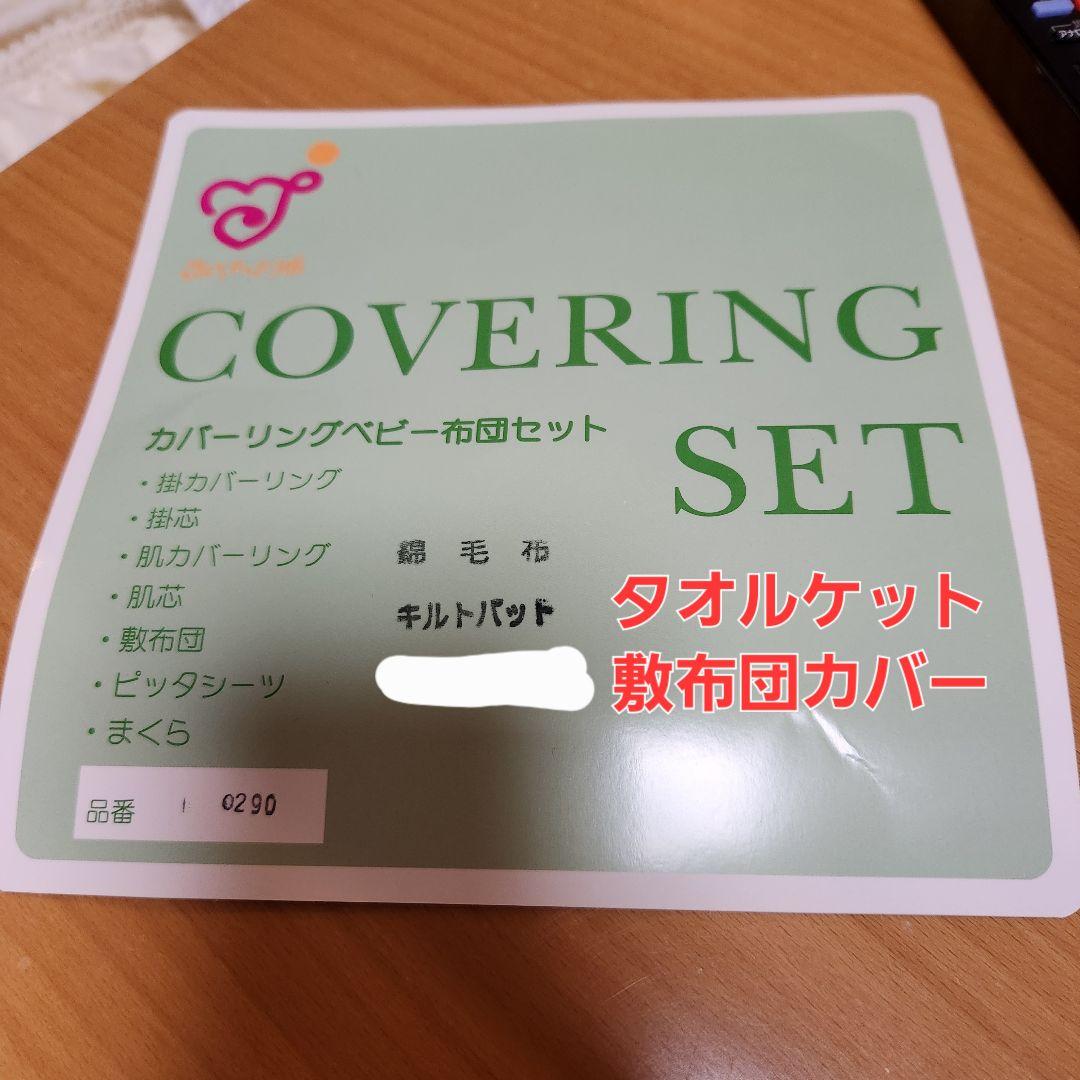 COVERING
SET
カバーリングベビー布団セット
・掛カバーリング
・掛芯
・肌カバーリング
・肌芯
・敷布団
・ピッタシーツ
・まくら
綿 毛 布
キルトパッド
タオルケット
敷布団カバー
品番 0290